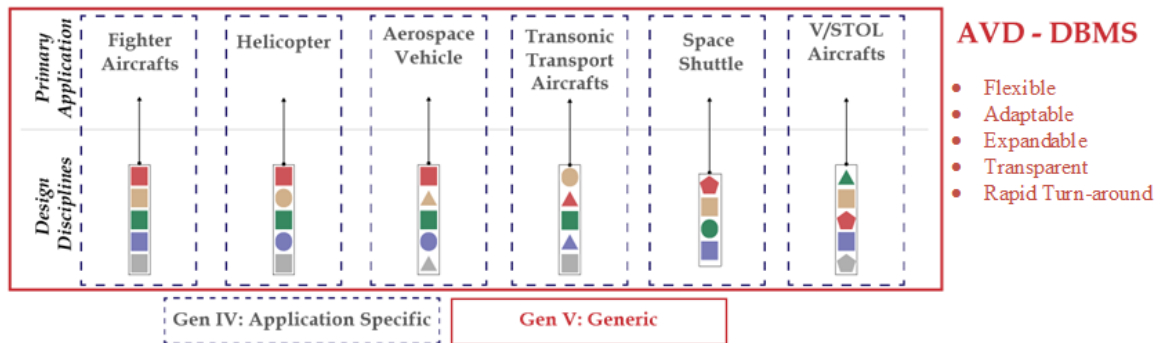 Primary
Application
Fighter
Aircrafts
Helicopter
Aerospace
Vehicle
Transonic
Transport
Aircrafts
Space
Shuttle
V/STOL
Aircrafts
Design
Disciplines
AVD - DBMS
• Flexible
• Adaptable
• Expandable
• Transparent
• Rapid Turn-around
Gen IV: Application Specific
Gen V: Generic